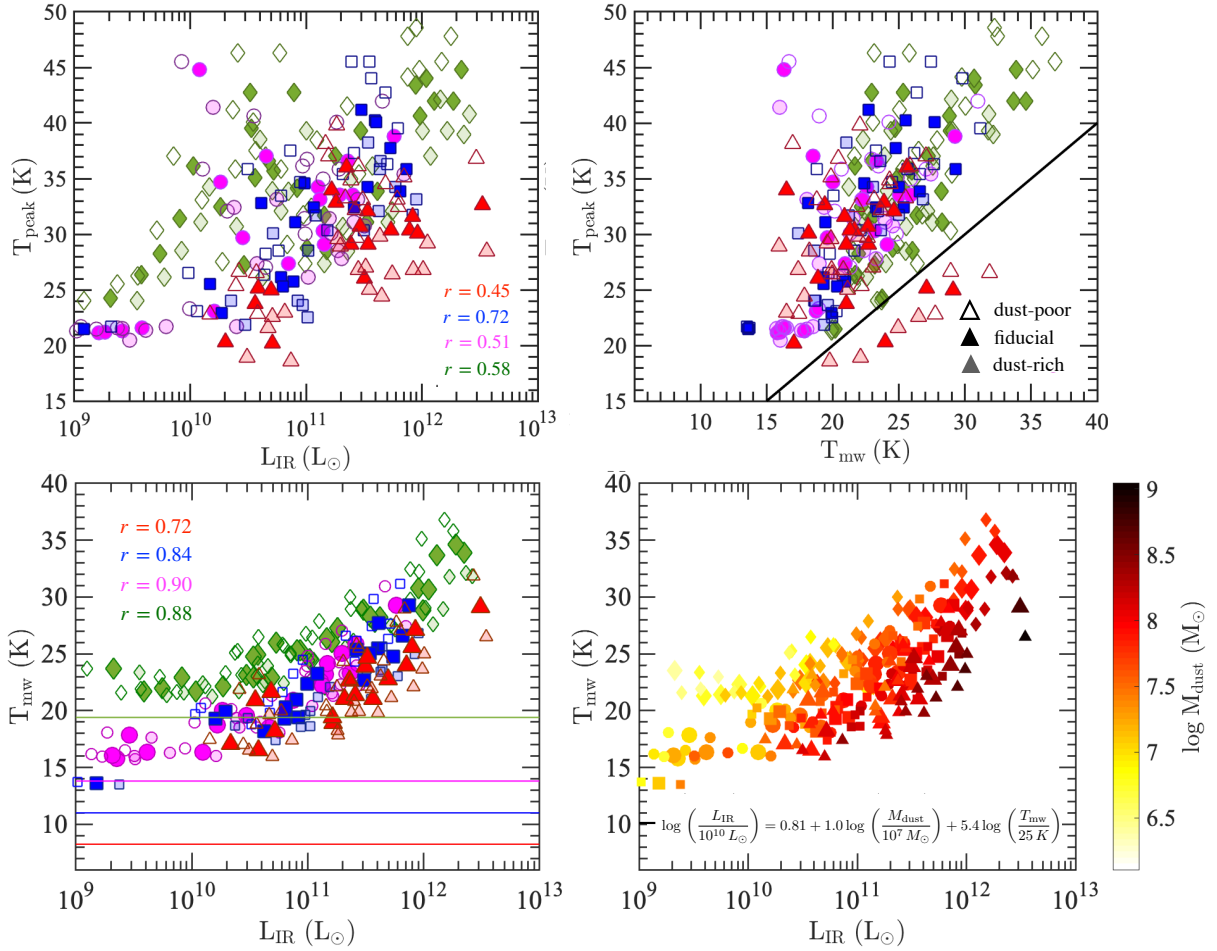 50
45
40
35
30
25
20
15
T_peak (K)
r = 0.45
r = 0.72
r = 0.51
r = 0.58
10^9 10^10 10^11 10^12 10^13
L_IR (L_⊙)
50
45
40
35
30
25
20
15
T_peak (K)
dust-poor
fiducial
dust-rich
10 15 20 25 30 35 40
T_mw (K)
40
35
30
25
20
15
10
T_mw (K)
r = 0.72
r = 0.84
r = 0.90
r = 0.88
10^9 10^10 10^11 10^12 10^13
L_IR (L_⊙)
40
35
30
25
20
15
10
T_mw (K)
log (L_IR / 10^10 L_⊙) = 0.81 + 1.0 log (M_dust / 10^7 M_⊙) + 5.4 log (T_mw / 25 K)
10^9 10^10 10^11 10^12 10^13
L_IR (L_⊙)
9
8.5
8
7.5
7
6.5
log M_dust (M_⊙)